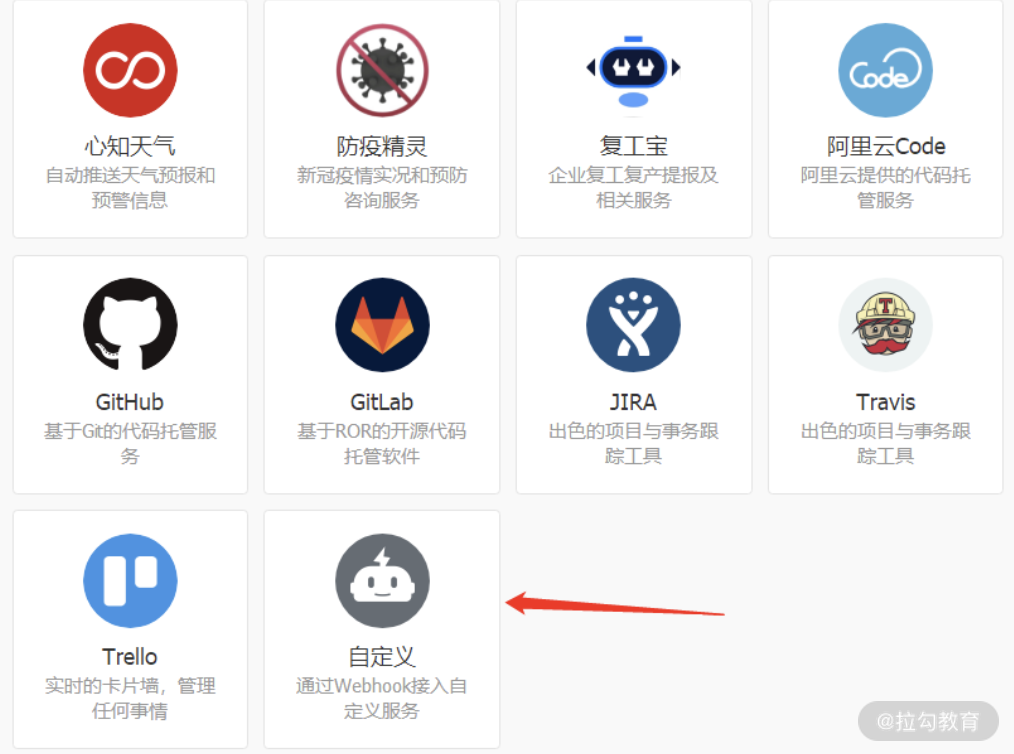 心知天气
自动推送天气预报和
预警信息
防疫精灵
新冠疫情实况和预防
咨询服务
复工宝
企业复工复产提报及
相关服务
Code
阿里云Code
阿里云提供的代码托
管服务
GitHub
基于Git的代码托管服
务
GitLab
基于ROR的开源代码
托管软件
JIRA
出色的项目与事务跟
踪工具
T
Travis
出色的项目与事务跟
踪工具
Trello
实时的卡片墙，管理
任何事情
自定义
通过Webhook接入自
定义服务
@拉勾教育